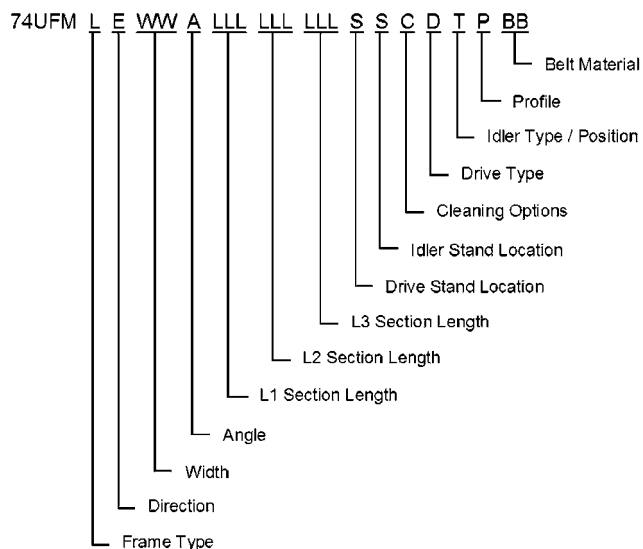 74UFM L E WW A LLL LLL LLL S S C D T P BB
Belt Material
Profile
Idler Type / Position
Drive Type
Cleaning Options
Idler Stand Location
Drive Stand Location
L3 Section Length
L2 Section Length
L1 Section Length
Angle
Width
Direction
Frame Type